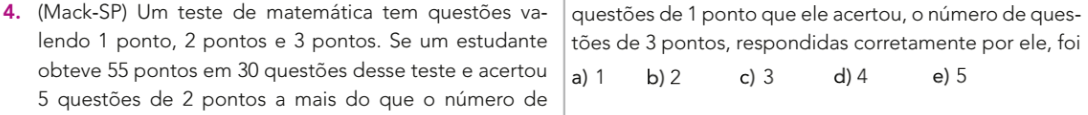 4. (Mack-SP) Um teste de matemática tem questões va-
lendo 1 ponto, 2 pontos e 3 pontos. Se um estudante
obteve 55 pontos em 30 questões desse teste e acertou
5 questões de 2 pontos a mais do que o número de
questões de 1 ponto que ele acertou, o número de ques-
tões de 3 pontos, respondidas corretamente por ele, foi
a) 1 b) 2 c) 3 d) 4 e) 5